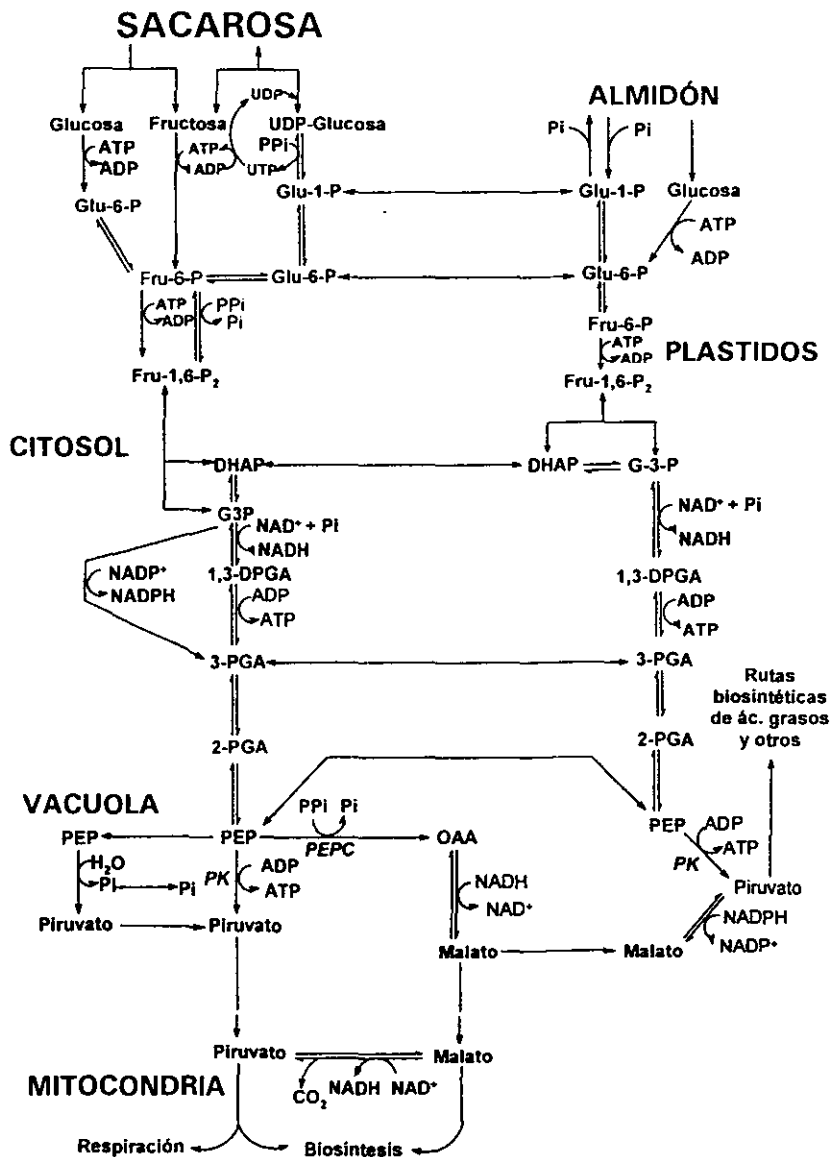 SACAROSA
ALMIDÓN
UDP
Glucosa Fructosa UDP-Glucosa
Pi Pi
ATP
ADP
ATP
ADP
UTP
PPi
Glu-6-P
Glu-1-P Glu-1-P Glucosa
ATP
ADP
Fru-6-P Glu-6-P Glu-6-P
ATP
ADP
PPi
Pi
Fru-6-P
ATP
ADP
PLASTIDOS
Fru-1,6-P2 Fru-1,6-P2
CITOSOL
DHAP DHAP G-3-P
G3P
NAD+ + Pi
NADH
NAD+ + Pi
NADH
NADP+
NADPH
1,3-DPGA 1,3-DPGA
ADP
ATP
ADP
ATP
3-PGA 3-PGA
Rutas
biosintéticas
de ác. grasos
y otros
2-PGA 2-PGA
VACUOLA
PPi Pi
PEP PEP PEPC OAA PEP
ADP
ATP
PK
H2O
Pi Pi
PK
ADP
ATP
NADH
NAD+
Piruvato
NADPH
NADP+
Piruvato Piruvato
Malato Malato
Piruvato Malato
MITOCONDRIA
CO2 NADH NAD+
Respiración Biosíntesis